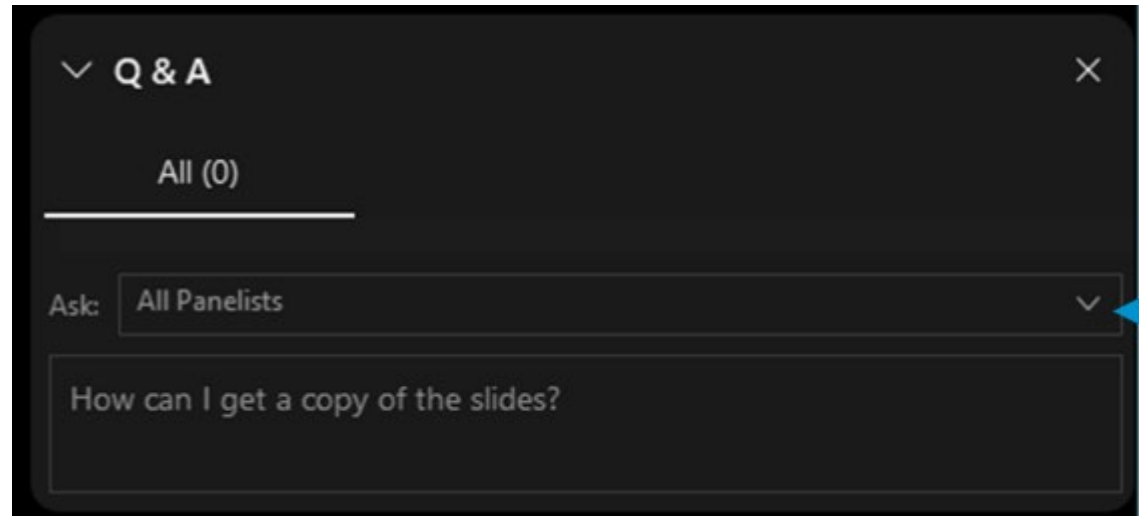 Q & A
All (0)
Ask: All Panelists
How can I get a copy of the slides?